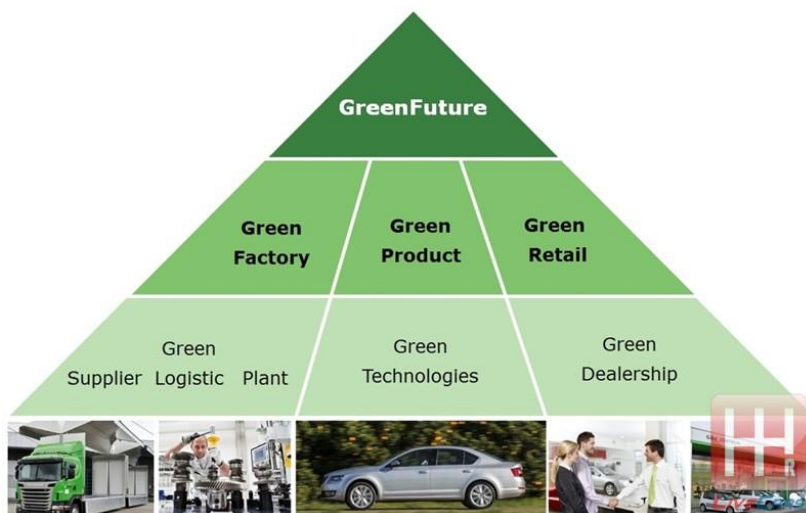 GreenFuture
Green
Factory
Green
Product
Green
Retail
Green
Supplier Logistic Plant
Green
Technologies
Green
Dealership